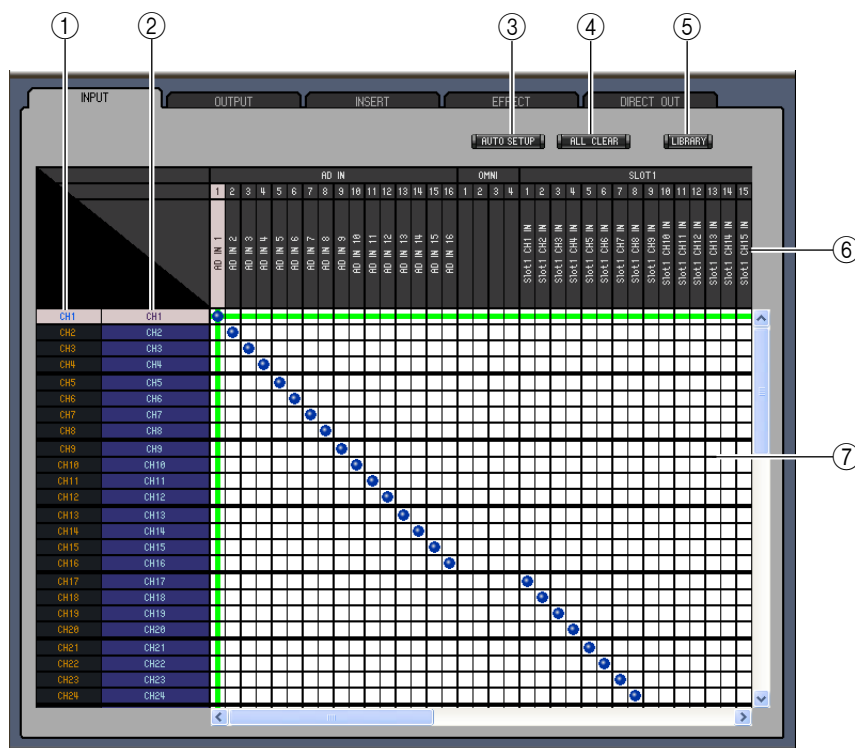 ① ② ③ ④ ⑤
INPUT OUTPUT INSERT EFFECT DIRECT OUT
AUTO SETUP ALL CLEAR LIBRARY
AD IN OMNI SLOT1
1 2 3 4 5 6 7 8 9 10 11 12 13 14 15 16 1 2 3 4 1 2 3 4 5 6 7 8 9 10 11 12 13 14 15
AD IN 1
AD IN 2
AD IN 3
AD IN 4
AD IN 5
AD IN 6
AD IN 7
AD IN 8
AD IN 9
AD IN 10
AD IN 11
AD IN 12
AD IN 13
AD IN 14
AD IN 15
AD IN 16
Slot1 CH1 IN
Slot1 CH2 IN
Slot1 CH3 IN
Slot1 CH4 IN
Slot1 CH5 IN
Slot1 CH6 IN
Slot1 CH7 IN
Slot1 CH8 IN
Slot1 CH9 IN
Slot1 CH10 IN
Slot1 CH11 IN
Slot1 CH12 IN
Slot1 CH13 IN
Slot1 CH14 IN
Slot1 CH15 IN
⑥
CH1 CH1
CH2 CH2
CH3 CH3
CH4 CH4
CH5 CH5
CH6 CH6
CH7 CH7
CH8 CH8
CH9 CH9
⑦
CH10 CH10
CH11 CH11
CH12 CH12
CH13 CH13
CH14 CH14
CH15 CH15
CH16 CH16
CH17 CH17
CH18 CH18
CH19 CH19
CH20 CH20
CH21 CH21
CH22 CH22
CH23 CH23
CH24 CH24